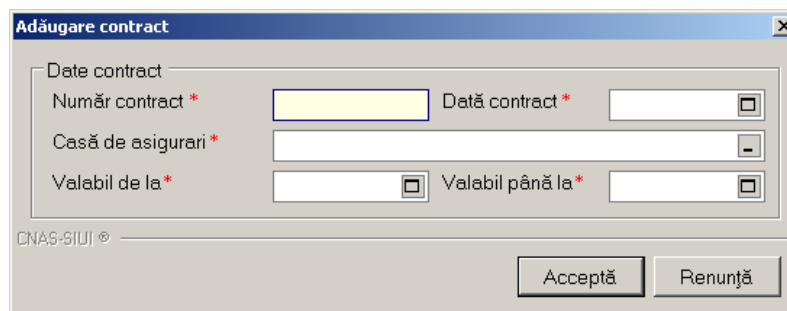 Adăugare contract
Date contract
Număr contract * Dată contract *
Casă de asigurari *
Valabil de la * Valabil până la *
CNAS-SIUI ®
Acceptă Renunţă